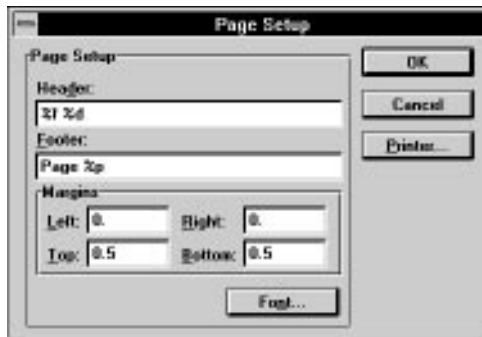 Page Setup
Page Setup
OK
Header:
%f %d
Cancel
Footer:
Page %p
Printer...
Margins
Left: 0. Right: 0.
Top: 0.5 Bottom: 0.5
Font...